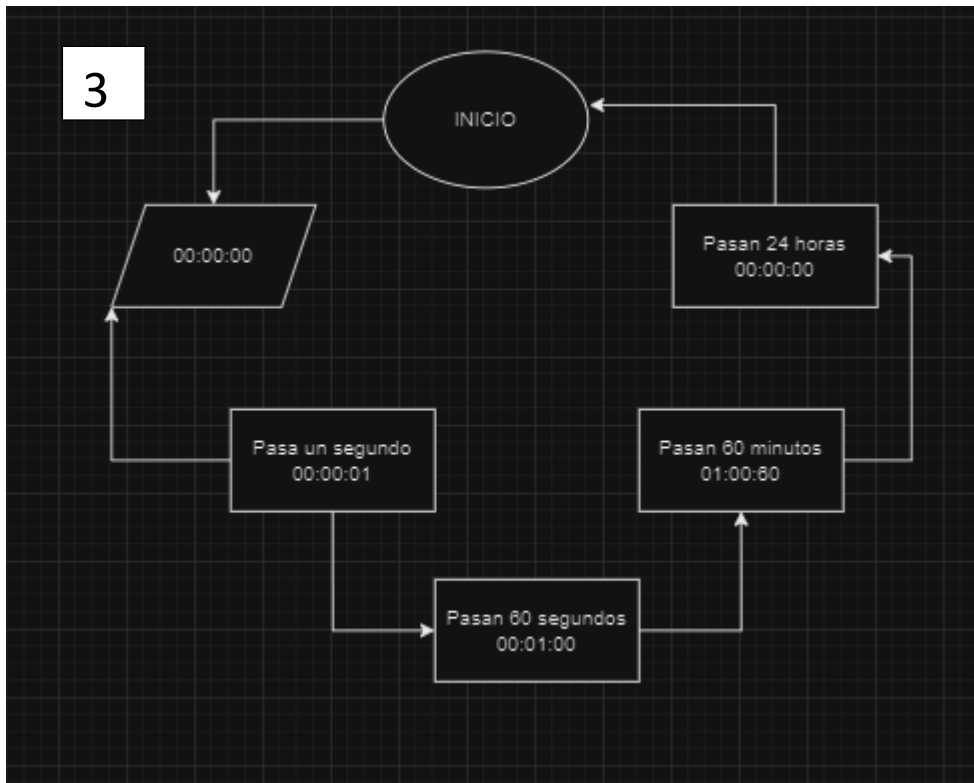 3
INICIO
00:00:00
Pasan 24 horas
00:00:00
Pasa un segundo
00:00:01
Pasan 60 minutos
01:00:60
Pasan 60 segundos
00:01:00